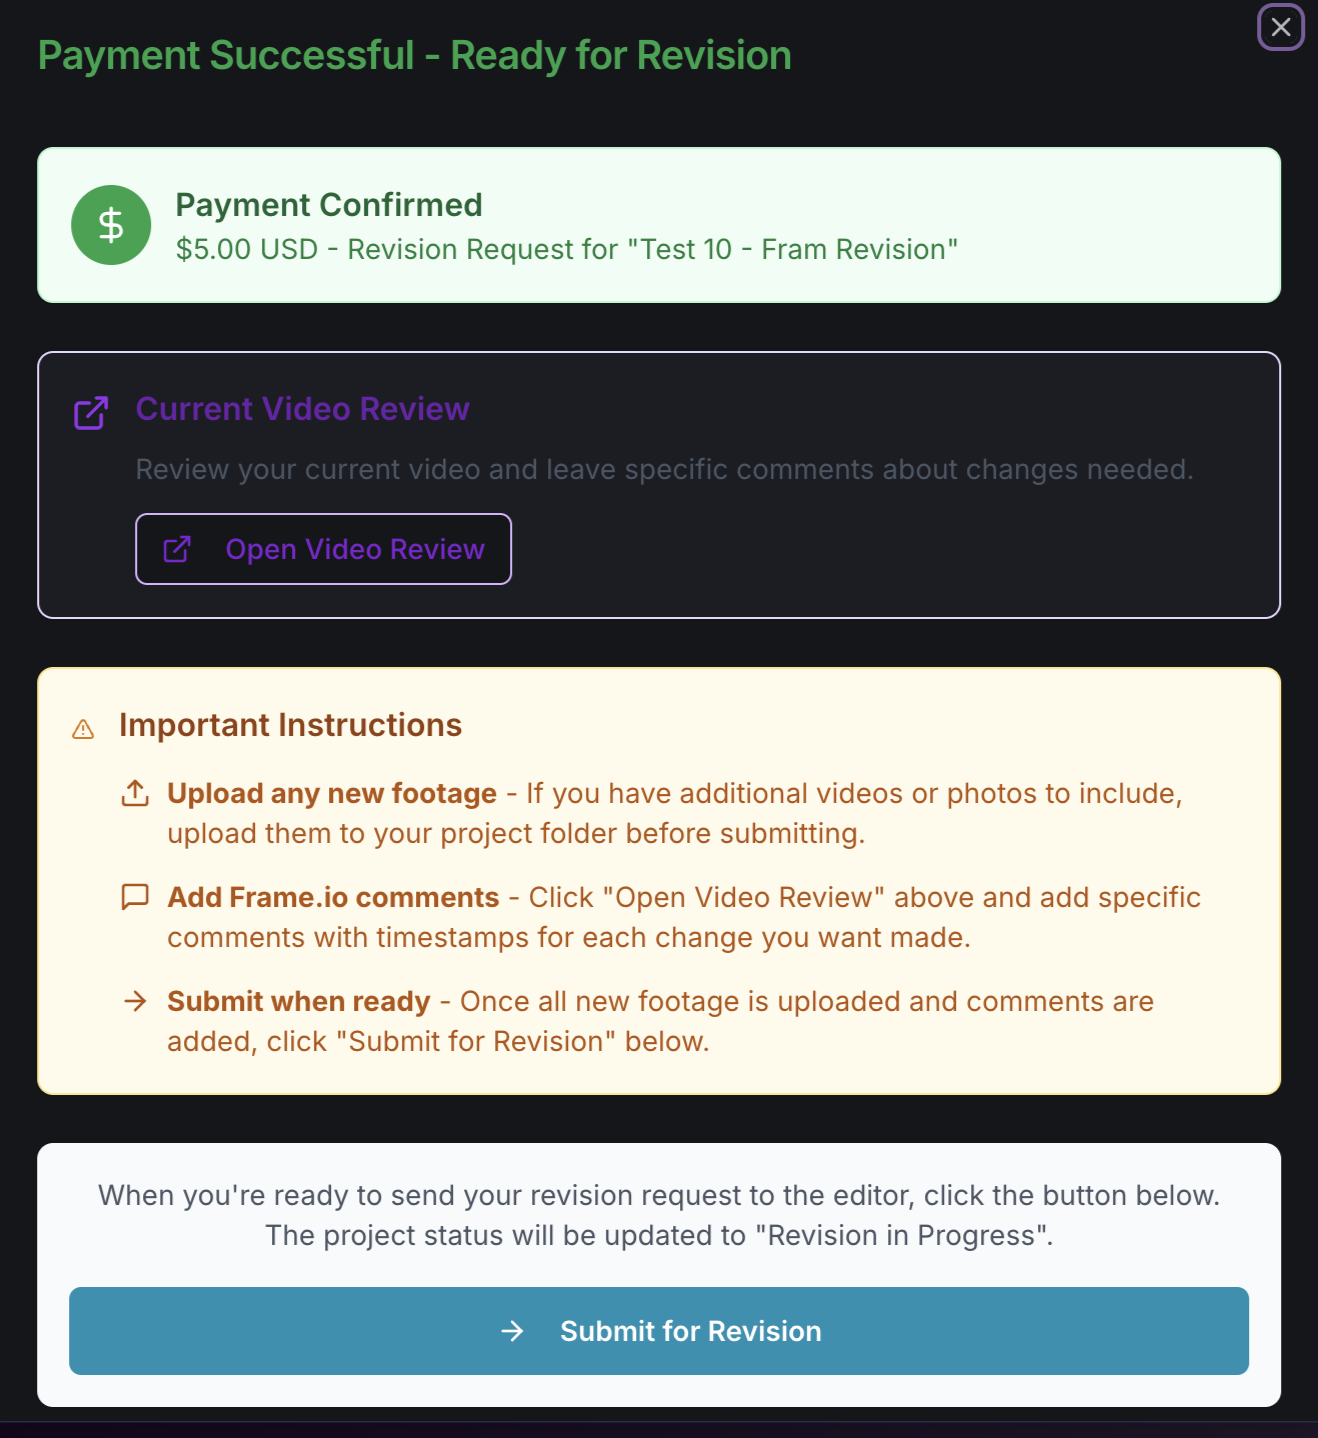 Payment Successful - Ready for Revision
Payment Confirmed
$5.00 USD - Revision Request for "Test 10 - Fram Revision"
Current Video Review
Review your current video and leave specific comments about changes needed.
Open Video Review
Important Instructions
Upload any new footage - If you have additional videos or photos to include,
upload them to your project folder before submitting.
Add Frame.io comments - Click "Open Video Review" above and add specific
comments with timestamps for each change you want made.
Submit when ready - Once all new footage is uploaded and comments are
added, click "Submit for Revision" below.
When you're ready to send your revision request to the editor, click the button below.
The project status will be updated to "Revision in Progress".
Submit for Revision